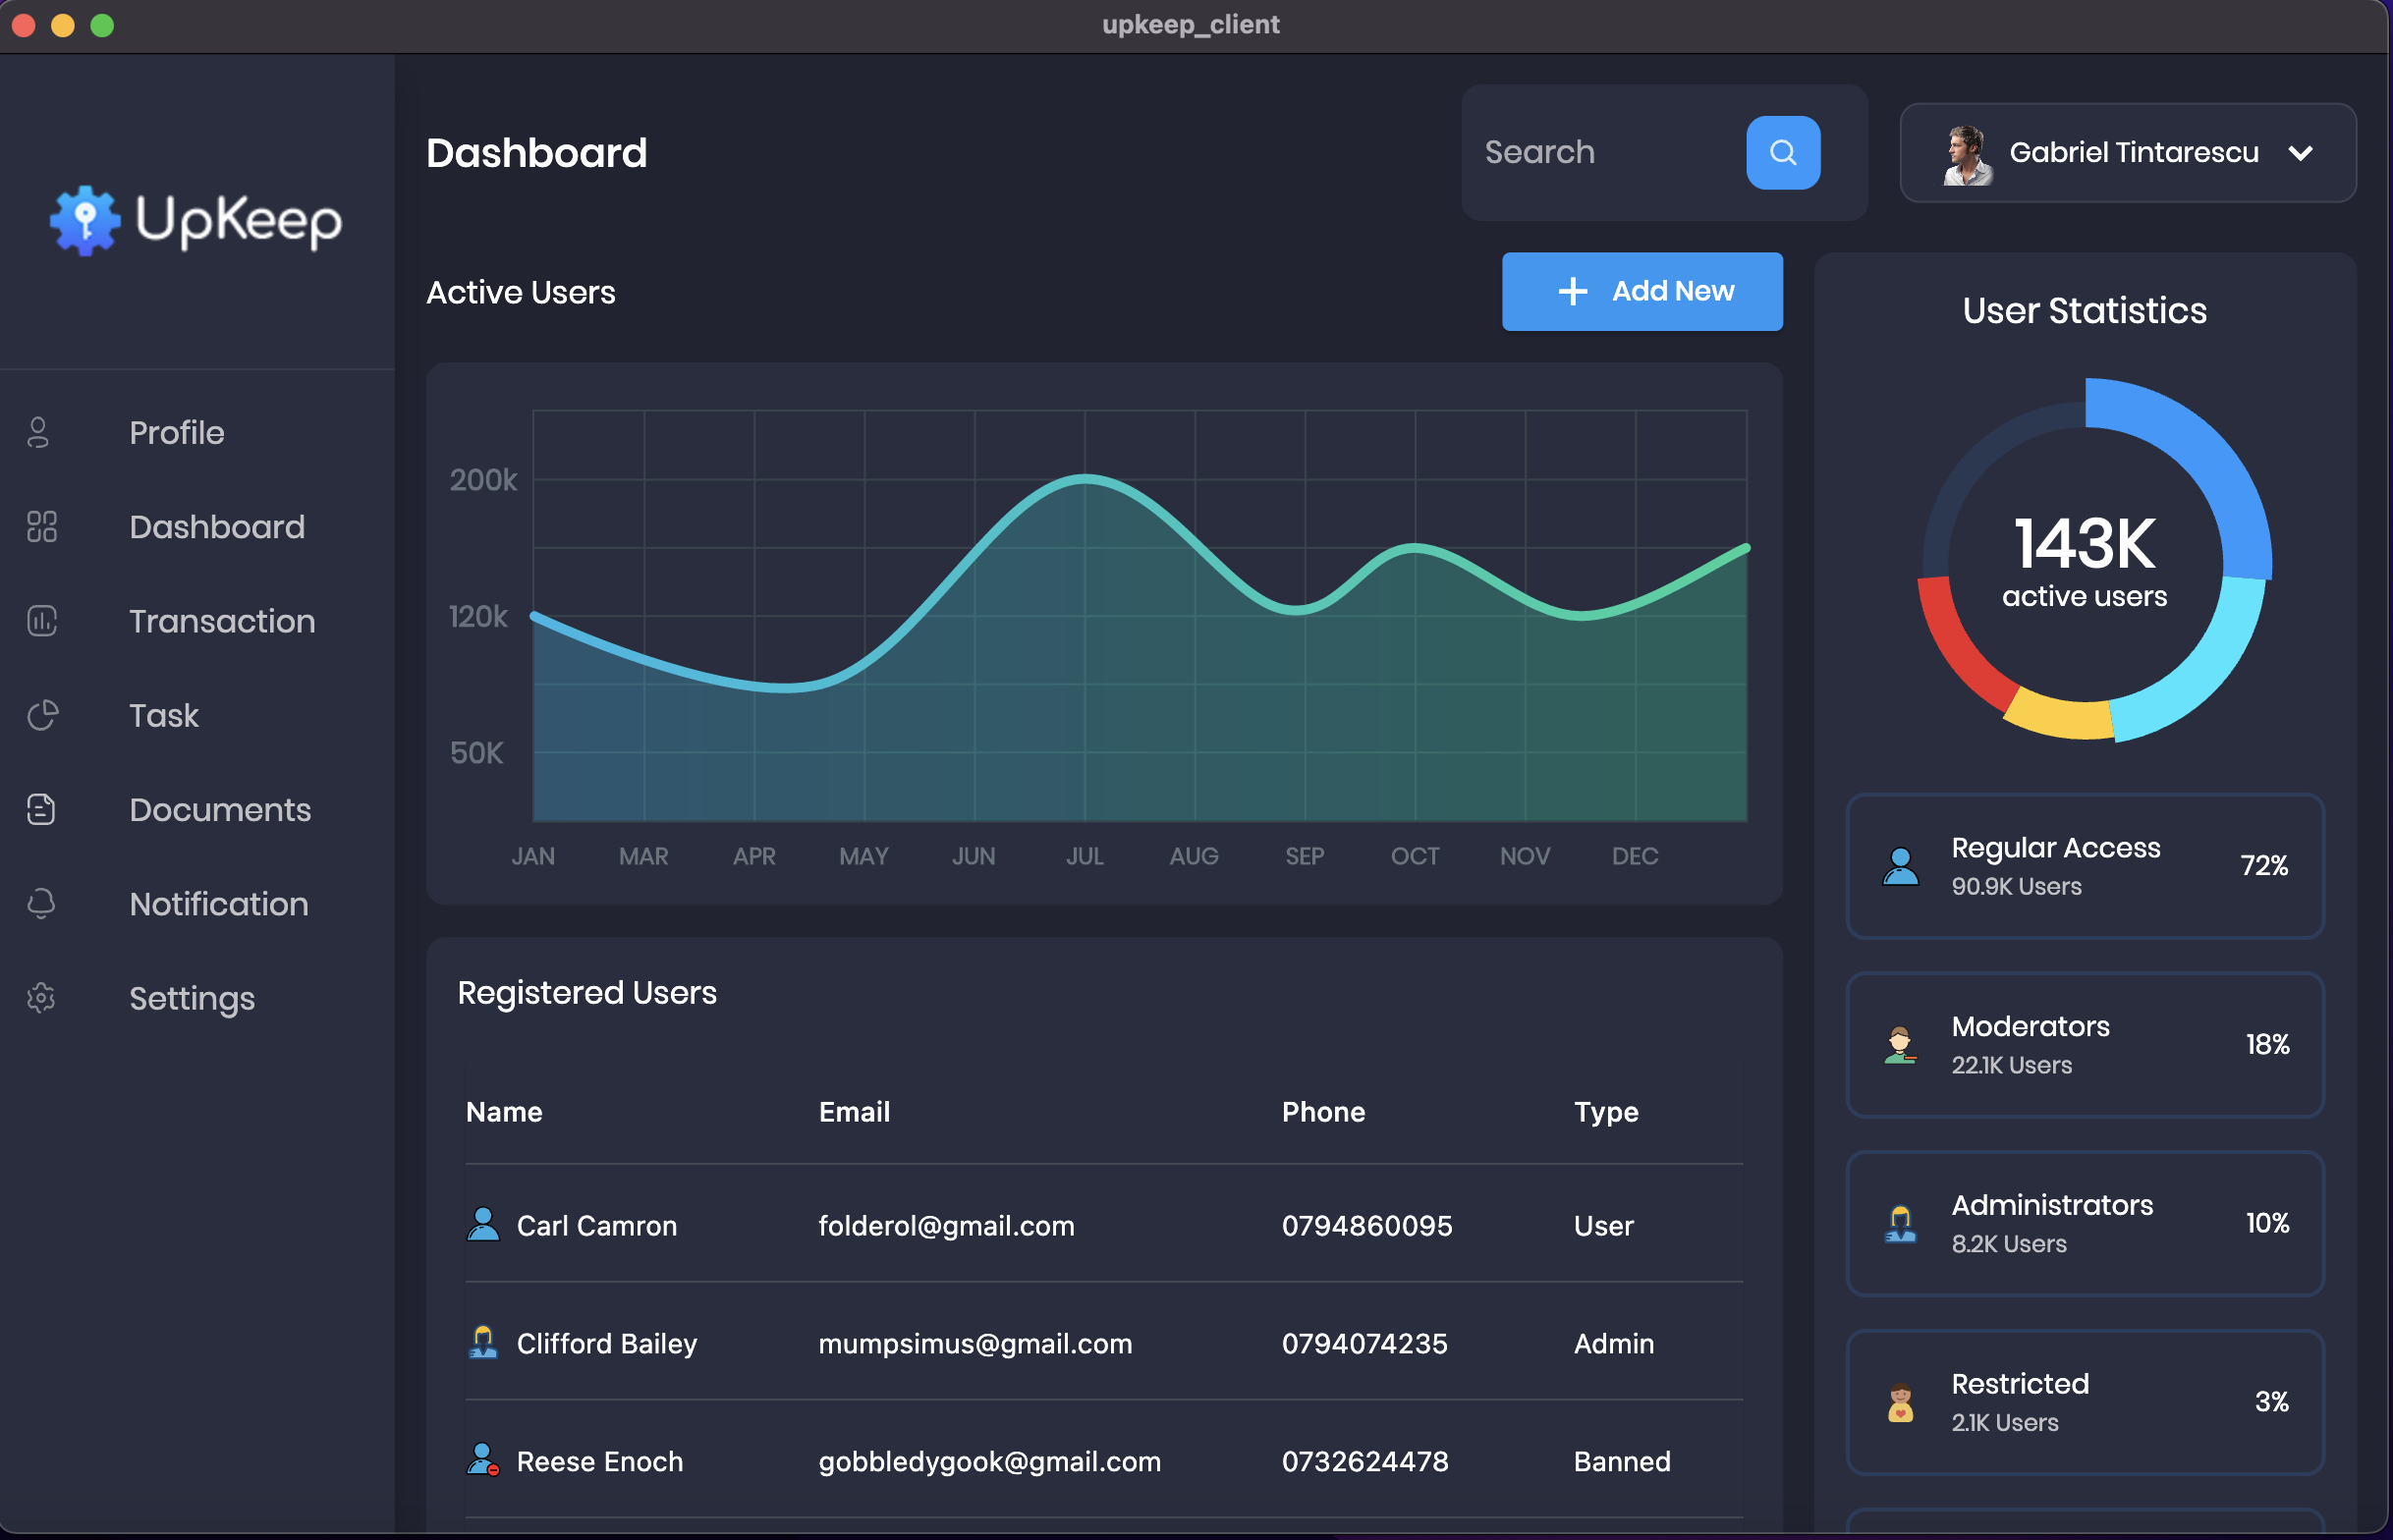 upkeep_client
UpKeep
Profile
Dashboard
Transaction
Task
Documents
Notification
Settings
Dashboard
Search
Gabriel Tintarescu
Active Users
Add New
200k
120k
50K
JAN MAR APR MAY JUN JUL AUG SEP OCT NOV DEC
Registered Users
Name Email Phone Type
Carl Camron folderol@gmail.com 0794860095 User
Clifford Bailey mumpsimus@gmail.com 0794074235 Admin
Reese Enoch gobbledygook@gmail.com 0732624478 Banned
User Statistics
143K
active users
Regular Access
90.9K Users
72%
Moderators
22.1K Users
18%
Administrators
8.2K Users
10%
Restricted
2.1K Users
3%